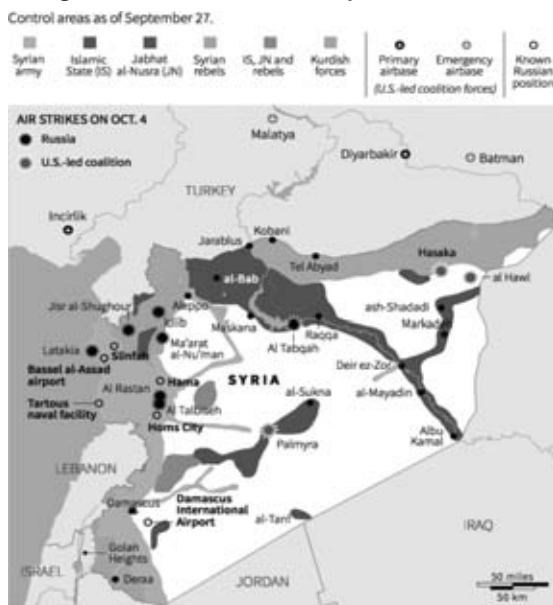 Control areas as of September 27.
Syrian
army
Islamic
State (IS)
Jabhat
al-Nusra (JN)
Syrian
rebels
IS, JN and
rebels
Kurdish
forces
Primary
airbase
Emergency
airbase
(U.S.-led coalition forces)
Known
Russian
position
AIR STRIKES ON OCT. 4
Russia
U.S.-led coalition
Malatya
Diyarbakir
Batman
TURKEY
Incirlik
Kobani
Jarablus
Tel Abyad
Hasaka
al-Bab
al Hawl
Aleppo
Jisr al-Shughour
Idlib
Maskana
Raqqa
ash-Shadadi
Markada
Ma'arat
al-Nu'man
Al Tabqah
Latakia
Slinfah
Deir ez-Zor
Bassel al-Assad
airport
Hama
SYRIA
al-Sukna
al-Mayadin
Al Rastan
Tartous
naval facility
Al Talbiseh
Homs City
Albu
Kamal
Palmyra
LEBANON
Damascus
Damascus
International
Airport
al-Tanf
IRAQ
Golan
Heights
ISRAEL
JORDAN
Deraa
50 miles
50 km